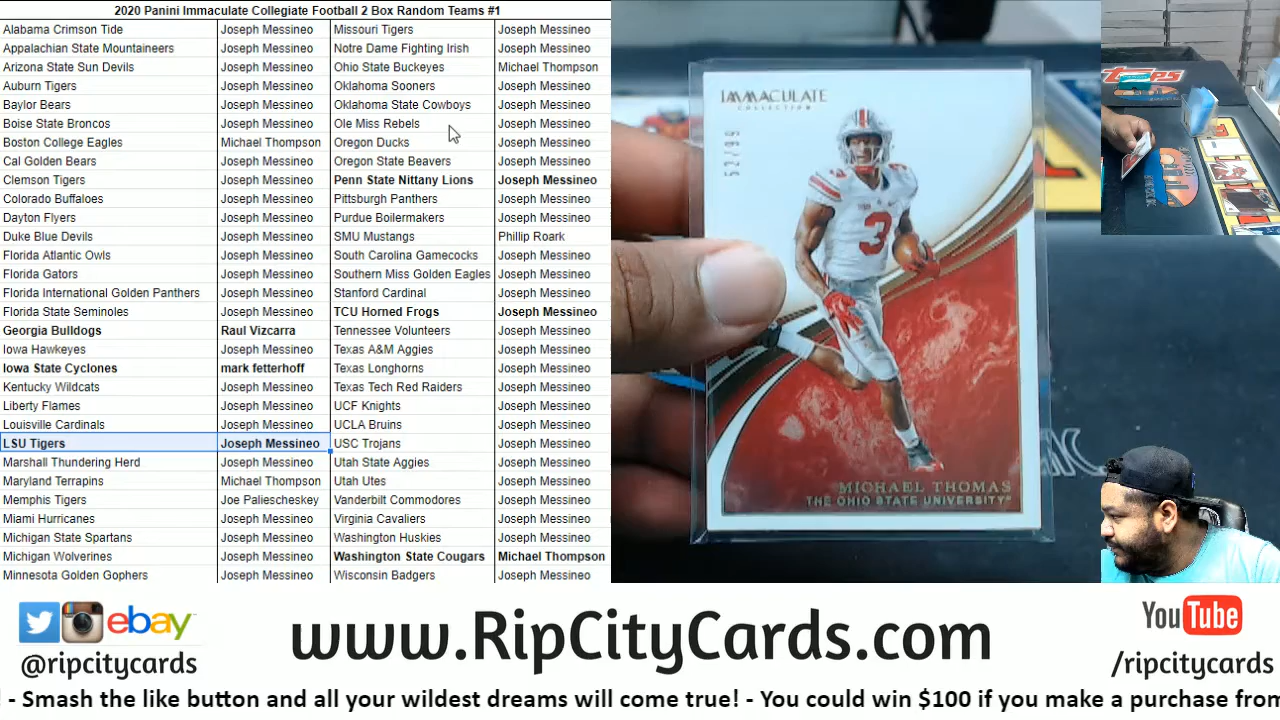 2020 Panini Immaculate Collegiate Football 2 Box Random Teams #1
Alabama Crimson Tide Joseph Messineo Missouri Tigers Joseph Messineo
Appalachian State Mountaineers Joseph Messineo Notre Dame Fighting Irish Joseph Messineo
Arizona State Sun Devils Joseph Messineo Ohio State Buckeyes Michael Thompson
Auburn Tigers Joseph Messineo Oklahoma Sooners Joseph Messineo
Baylor Bears Joseph Messineo Oklahoma State Cowboys Joseph Messineo
Boise State Broncos Joseph Messineo Ole Miss Rebels Joseph Messineo
Boston College Eagles Michael Thompson Oregon Ducks Joseph Messineo
Cal Golden Bears Joseph Messineo Oregon State Beavers Joseph Messineo
Clemson Tigers Joseph Messineo Penn State Nittany Lions Joseph Messineo
Colorado Buffaloes Joseph Messineo Pittsburgh Panthers Joseph Messineo
Dayton Flyers Joseph Messineo Purdue Boilermakers Joseph Messineo
Duke Blue Devils Joseph Messineo SMU Mustangs Phillip Roark
Florida Atlantic Owls Joseph Messineo South Carolina Gamecocks Joseph Messineo
Florida Gators Joseph Messineo Southern Miss Golden Eagles Joseph Messineo
Florida International Golden Panthers Joseph Messineo Stanford Cardinal Joseph Messineo
Florida State Seminoles Joseph Messineo TCU Horned Frogs Joseph Messineo
Georgia Bulldogs Raul Vizcarra Tennessee Volunteers Joseph Messineo
Iowa Hawkeyes Joseph Messineo Texas A&M Aggies Joseph Messineo
Iowa State Cyclones mark fetterhoff Texas Longhorns Joseph Messineo
Kentucky Wildcats Joseph Messineo Texas Tech Red Raiders Joseph Messineo
Liberty Flames Joseph Messineo UCF Knights Joseph Messineo
Louisville Cardinals Joseph Messineo UCLA Bruins Joseph Messineo
LSU Tigers Joseph Messineo USC Trojans Joseph Messineo
Marshall Thundering Herd Joseph Messineo Utah State Aggies Joseph Messineo
Maryland Terrapins Michael Thompson Utah Utes Joseph Messineo
Memphis Tigers Joe Paliescheskey Vanderbilt Commodores Joseph Messineo
Miami Hurricanes Joseph Messineo Virginia Cavaliers Joseph Messineo
Michigan State Spartans Joseph Messineo Washington Huskies Joseph Messineo
Michigan Wolverines Joseph Messineo Washington State Cougars Michael Thompson
Minnesota Golden Gophers Joseph Messineo Wisconsin Badgers Joseph Messineo
IMMACULATE
COLLECTION
52/99
3
MICHAEL THOMAS
THE OHIO STATE UNIVERSITY
Topps
ebay
@ripcitycards
www.RipCityCards.com
YouTube
/ripcitycards
! - Smash the like button and all your wildest dreams will come true! - You could win $100 if you make a purchase from